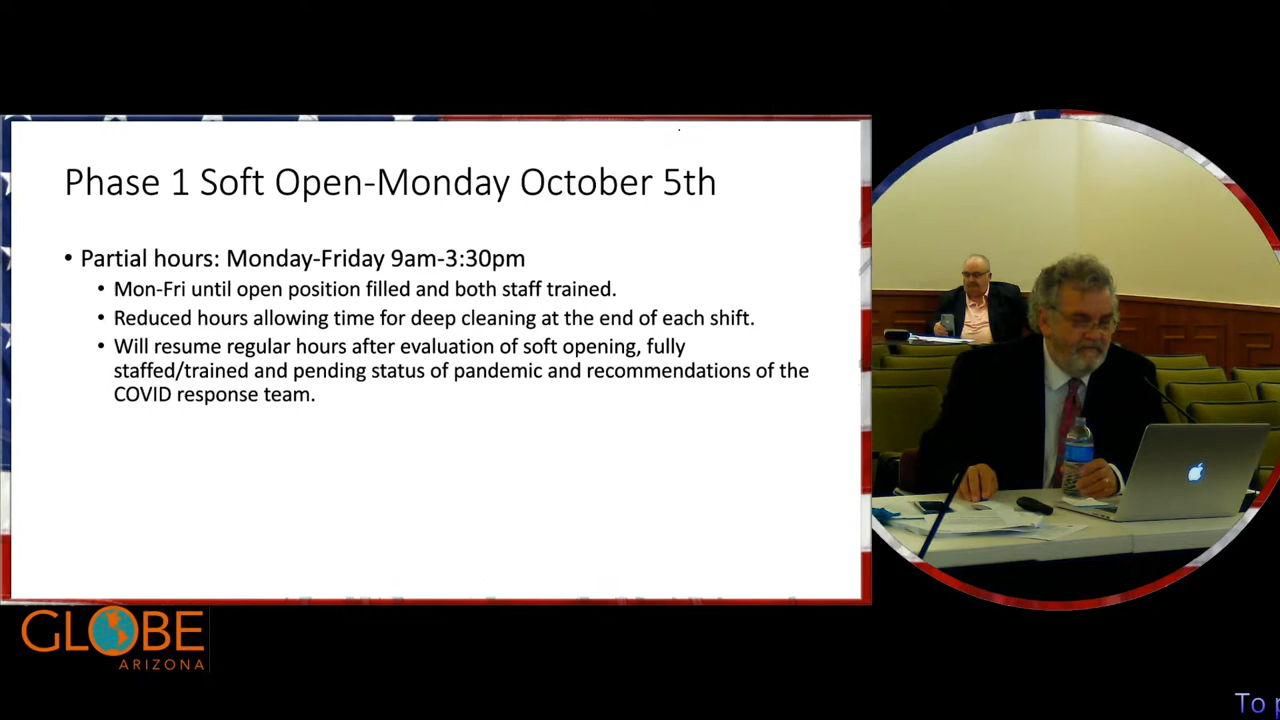 Phase 1 Soft Open-Monday October 5th
• Partial hours: Monday-Friday 9am-3:30pm
• Mon-Fri until open position filled and both staff trained.
• Reduced hours allowing time for deep cleaning at the end of each shift.
• Will resume regular hours after evaluation of soft opening, fully
staffed/trained and pending status of pandemic and recommendations of the
COVID response team.
GLOBE
ARIZONA
To